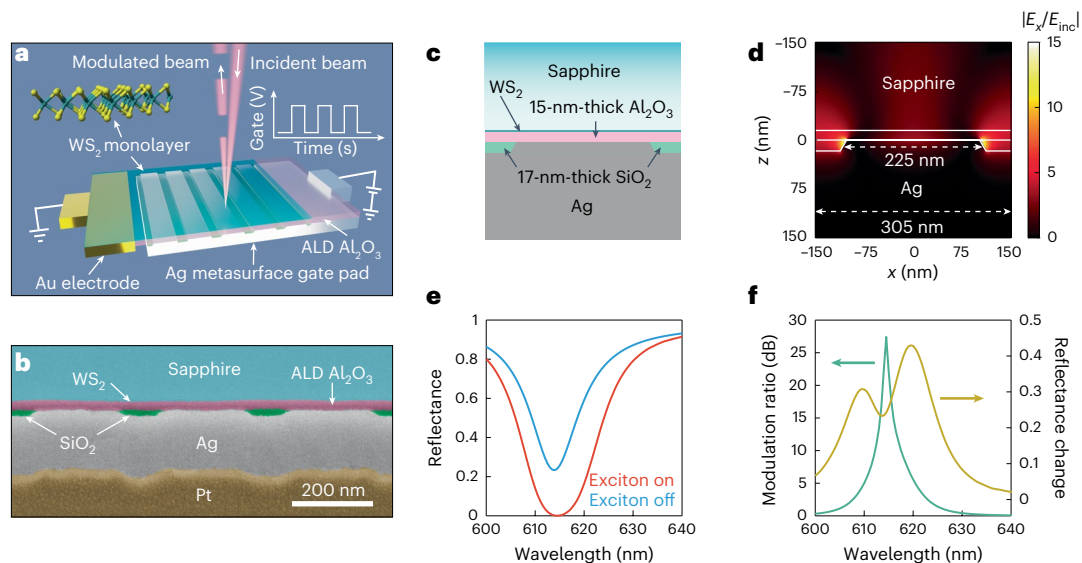 a
Modulated beam
Incident beam
Gate (V)
Time (s)
WS2 monolayer
ALD Al2O3
Ag metasurface gate pad
Au electrode
b
Sapphire
WS2
ALD Al2O3
SiO2
Ag
Pt
200 nm
c
Sapphire
WS2
15-nm-thick Al2O3
17-nm-thick SiO2
Ag
d
|Ex/Einc|
Sapphire
225 nm
Ag
305 nm
z (nm)
–150
–75
0
75
150
–150 –75 0 75 150
x (nm)
15
10
5
0
e
Reflectance
1
0.8
0.6
0.4
0.2
0
Exciton on
Exciton off
600 610 620 630 640
Wavelength (nm)
f
Modulation ratio (dB)
30
25
20
15
10
5
0
0.5
0.4
0.3
0.2
0.1
0
Reflectance change
600 610 620 630 640
Wavelength (nm)